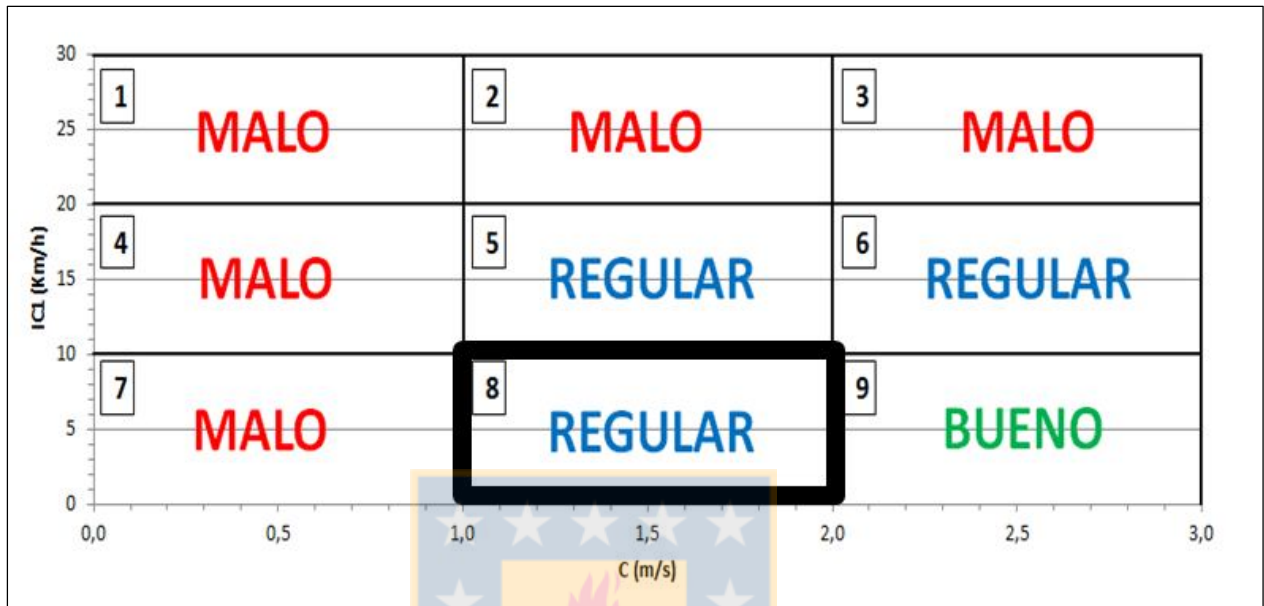 30
1 2 3
MALO MALO MALO
25
20
4 5 6
MALO REGULAR REGULAR
15
IC1 (Km/h)
10
7 8 9
MALO REGULAR BUENO
5
0
0,0 0,5 1,0 1,5 2,0 2,5 3,0
C (m/s)